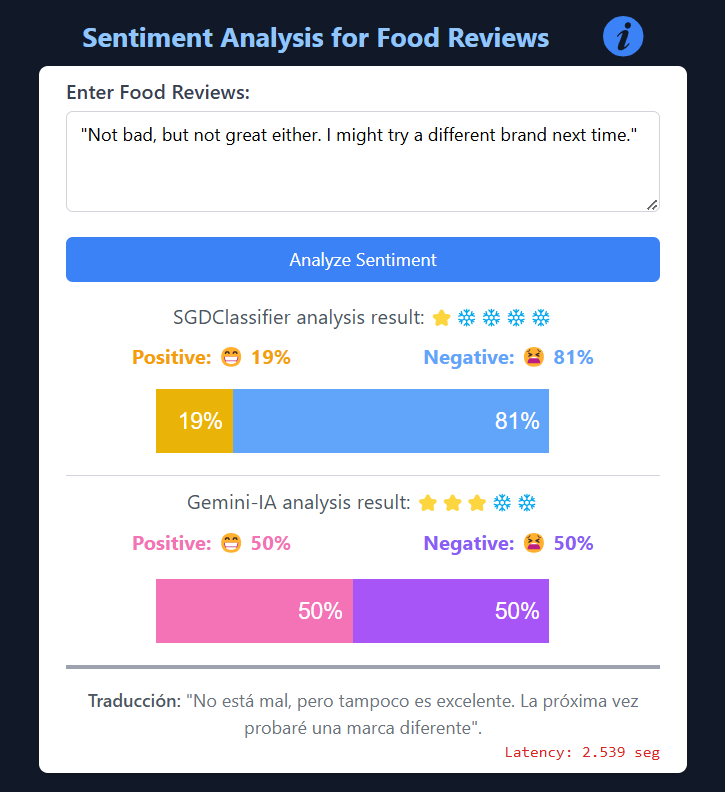 Sentiment Analysis for Food Reviews
i
Enter Food Reviews:
"Not bad, but not great either. I might try a different brand next time."
Analyze Sentiment
SGDClassifier analysis result: ⭐❄❄❄❄
Positive: 😁 19% Negative: 😫 81%
19% 81%
Gemini-IA analysis result: ⭐⭐⭐❄❄
Positive: 😁 50% Negative: 😫 50%
50% 50%
Traducción: "No está mal, pero tampoco es excelente. La próxima vez
probaré una marca diferente".
Latency: 2.539 seg